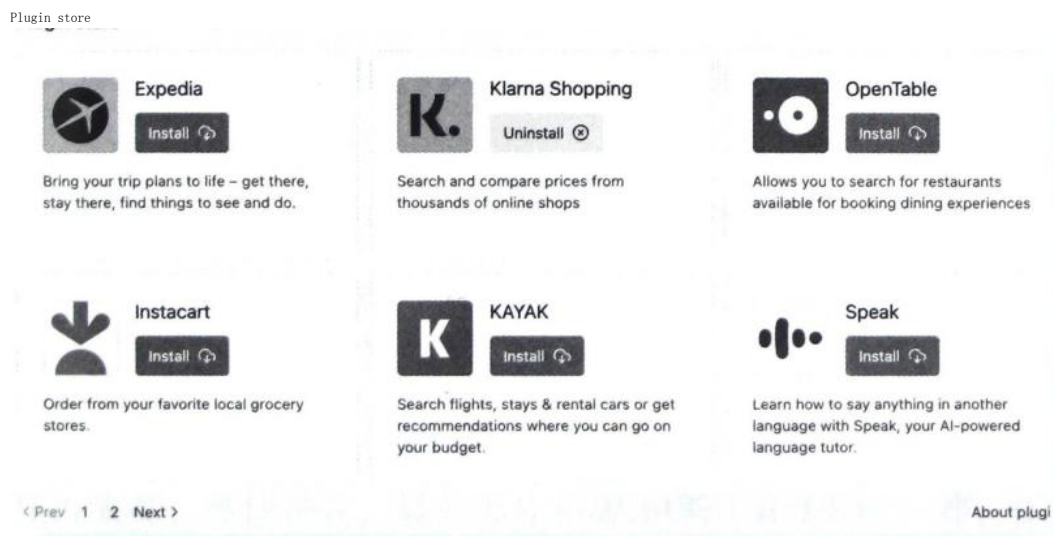 Plugin store
Expedia
Install
Bring your trip plans to life – get there,
stay there, find things to see and do.
K.
Klarna Shopping
Uninstall
Search and compare prices from
thousands of online shops
OpenTable
Install
Allows you to search for restaurants
available for booking dining experiences
Instacart
Install
Order from your favorite local grocery
stores.
K
KAYAK
Install
Search flights, stays & rental cars or get
recommendations where you can go on
your budget.
Speak
Install
Learn how to say anything in another
language with Speak, your AI-powered
language tutor.
< Prev 1 2 Next >
About plugi